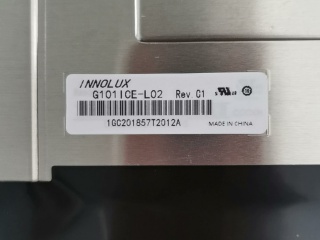 INNOLUX
G101ICE-L02 Rev.C1
1GC201857T2012A
MADE IN CHINA